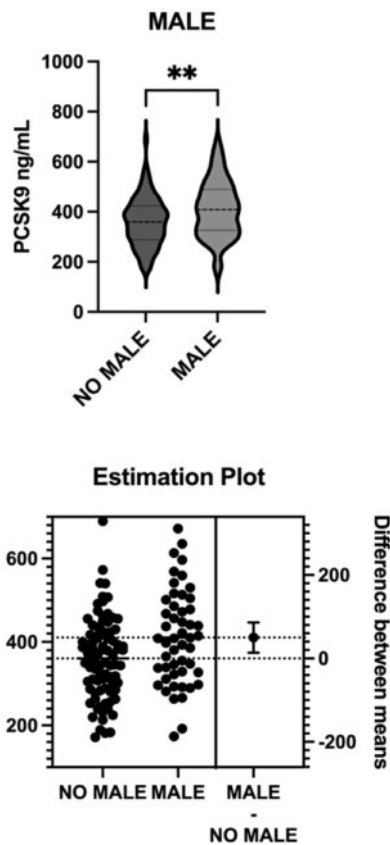 MALE
**
PCSK9 ng/mL
1000
800
600
400
200
0
NO MALE
MALE
Estimation Plot
600
400
200
200
0
-200
Difference between means
NO MALE
MALE
MALE
-
NO MALE